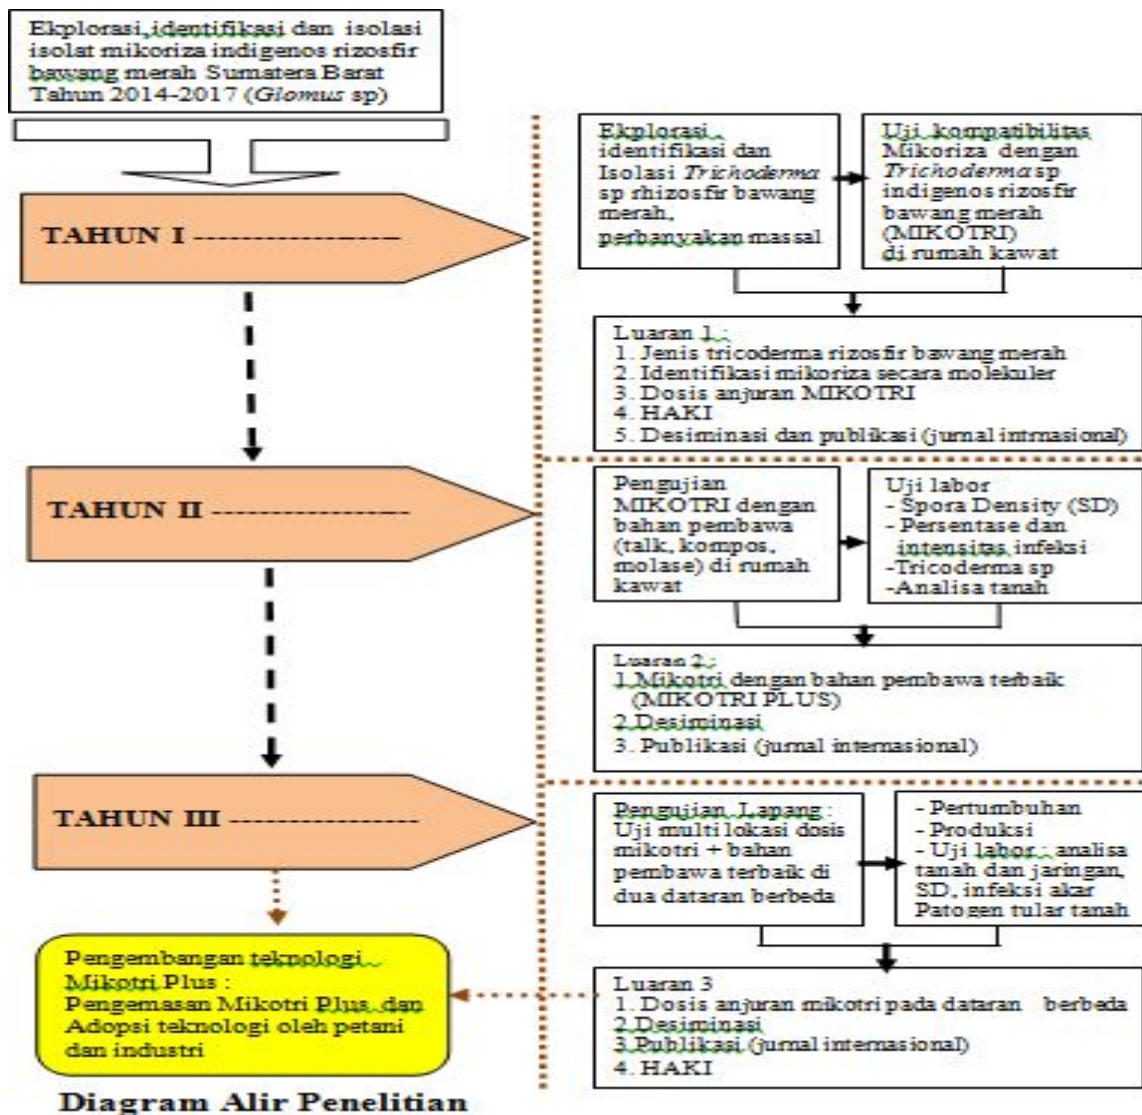 Ekplorasi,identifikasi dan isolasi
isolat mikoriza indigenos rizosfir
bawang merah Sumatera Barat
Tahun 2014-2017 (Glomus sp)
TAHUN I -------------------
Ekplorasi,
identifikasi dan
Isolasi Trichoderma
sp rhizosfir bawang
merah,
perbanyakan massal
Uji kompatibilitas
Mikoriza dengan
Trichoderma sp
indigenos rizosfir
bawang merah
(MIKOTRI)
di rumah kawat
Luaran 1 :
1. Jenis tricoderma rizosfir bawang merah
2. Identifikasi mikoriza secara molekuler
3. Dosis anjuran MIKOTRI
4. HAKI
5. Desiminasi dan publikasi (jurnal intrnasional)
TAHUN II ------------------
Pengujian
MIKOTRI dengan
bahan pembawa
(talk, kompos,
molase) di rumah
kawat
Uji labor
- Spora Density (SD)
- Persentase dan
intensitas infeksi
-Tricoderma sp
- Analisa tanah
Luaran 2 :
1.Mikotri dengan bahan pembawa terbaik
(MIKOTRI PLUS)
2.Desiminasi
3. Publikasi (jurnal internasional)
TAHUN III -----------------
Pengujian Lapang :
Uji multi lokasi dosis
mikotri + bahan
pembawa terbaik di
dua dataran berbeda
- Pertumbuhan
- Produksi
- Uji labor : analisa
tanah dan jaringan,
SD, infeksi akar
Patogen tular tanah
Luaran 3
1. Dosis anjuran mikotri pada dataran berbeda
2.Desiminasi
3.Publikasi (jurnal internasional)
4. HAKI
Pengembangan teknologi
Mikotri Plus :
Pengemasan Mikotri Plus dan
Adopsi teknologi oleh petani
dan industri
Diagram Alir Penelitian